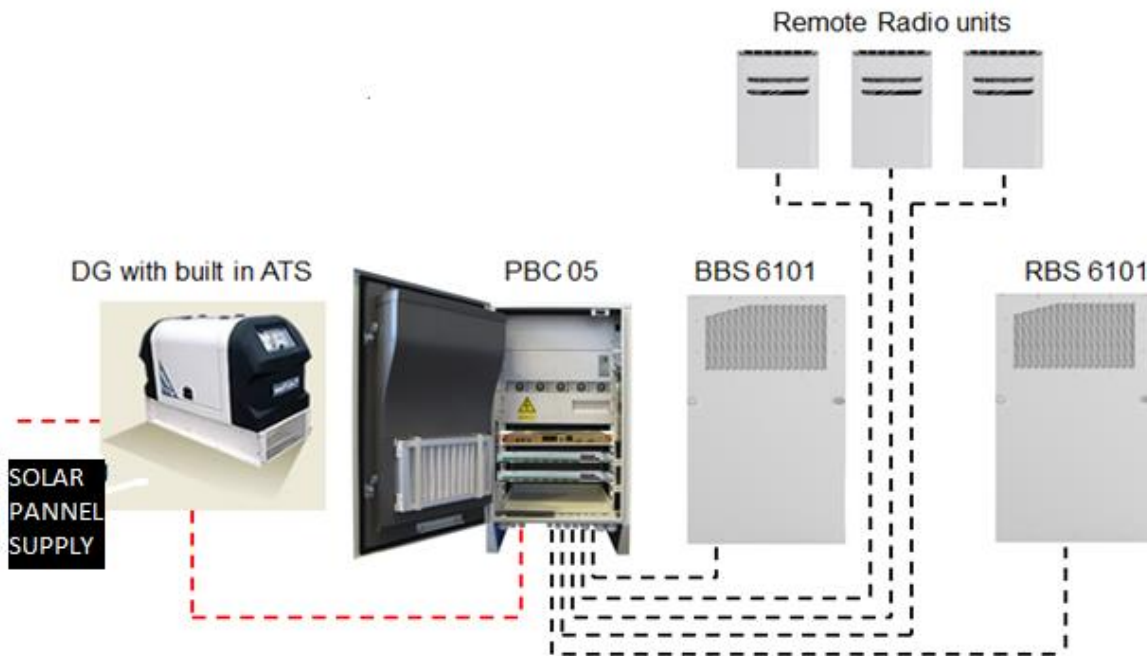 Remote Radio units
DG with built in ATS
PBC 05
BBS 6101
RBS 6101
SOLAR
PANNEL
SUPPLY